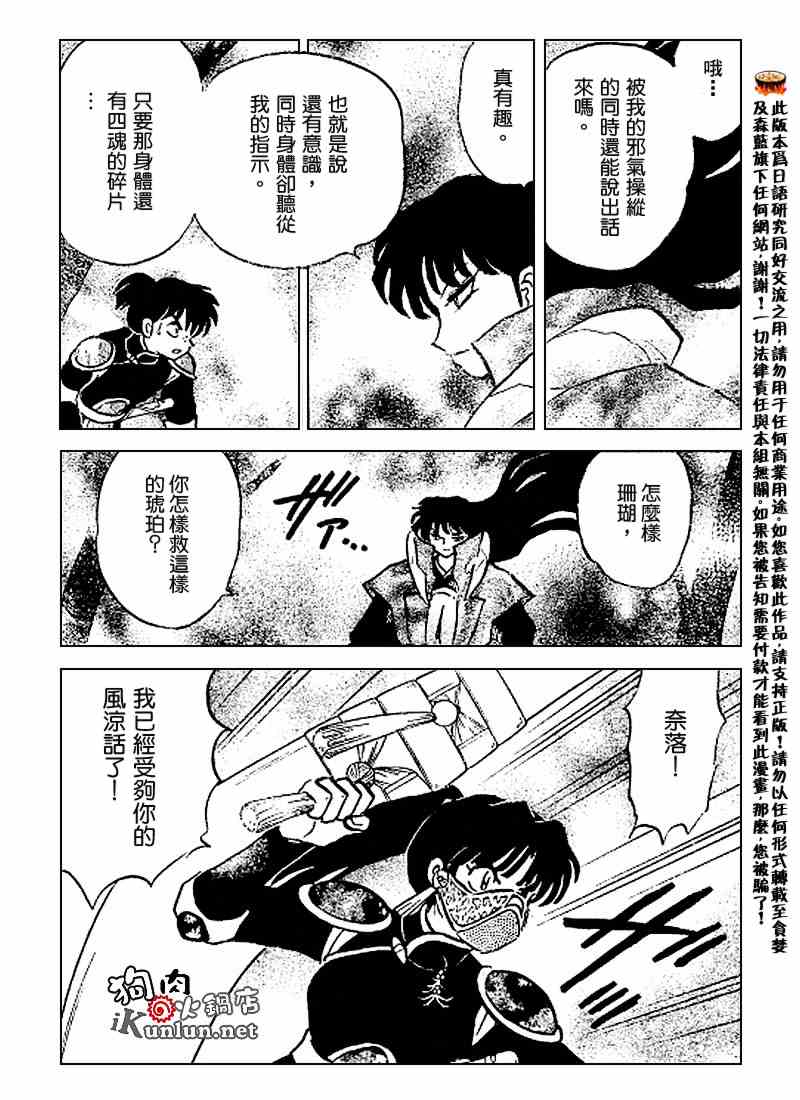 哦…
被我的邪氣操縱
的同時還能說出話
來嗎。
真有趣。
也就是說
還有意識，
同時身體卻聽從
我的指示。
只要那身體還
有四魂的碎片
…
怎麼樣
珊瑚，
你怎樣救這樣
的琥珀？
ア…
奈落！
我已經受夠你的
風涼話了！
狗肉
火鍋店
iKunlun.net
此版本爲日語研究同好交流之用，請勿用于任何商業用途。如您喜歡此作品，請支持正版！請勿以任何形式轉載至貪婪
及森藍旗下任何網站，謝謝！一切法律責任與本組無關。如果您被告知需要付款才能看到此漫畫，那麼，您被騙了！